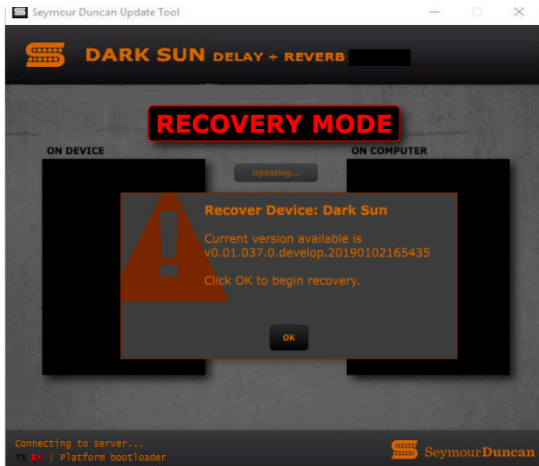 Seymour Duncan Update Tool
DARK SUN DELAY + REVERB
RECOVERY MODE
ON DEVICE
ON COMPUTER
Updating...
Recover Device: Dark Sun
Current version available is
v0.01.037.0.develop.20190102165435
Click OK to begin recovery.
OK
Connecting to server...
TX RX | Platform bootloader
Seymour Duncan